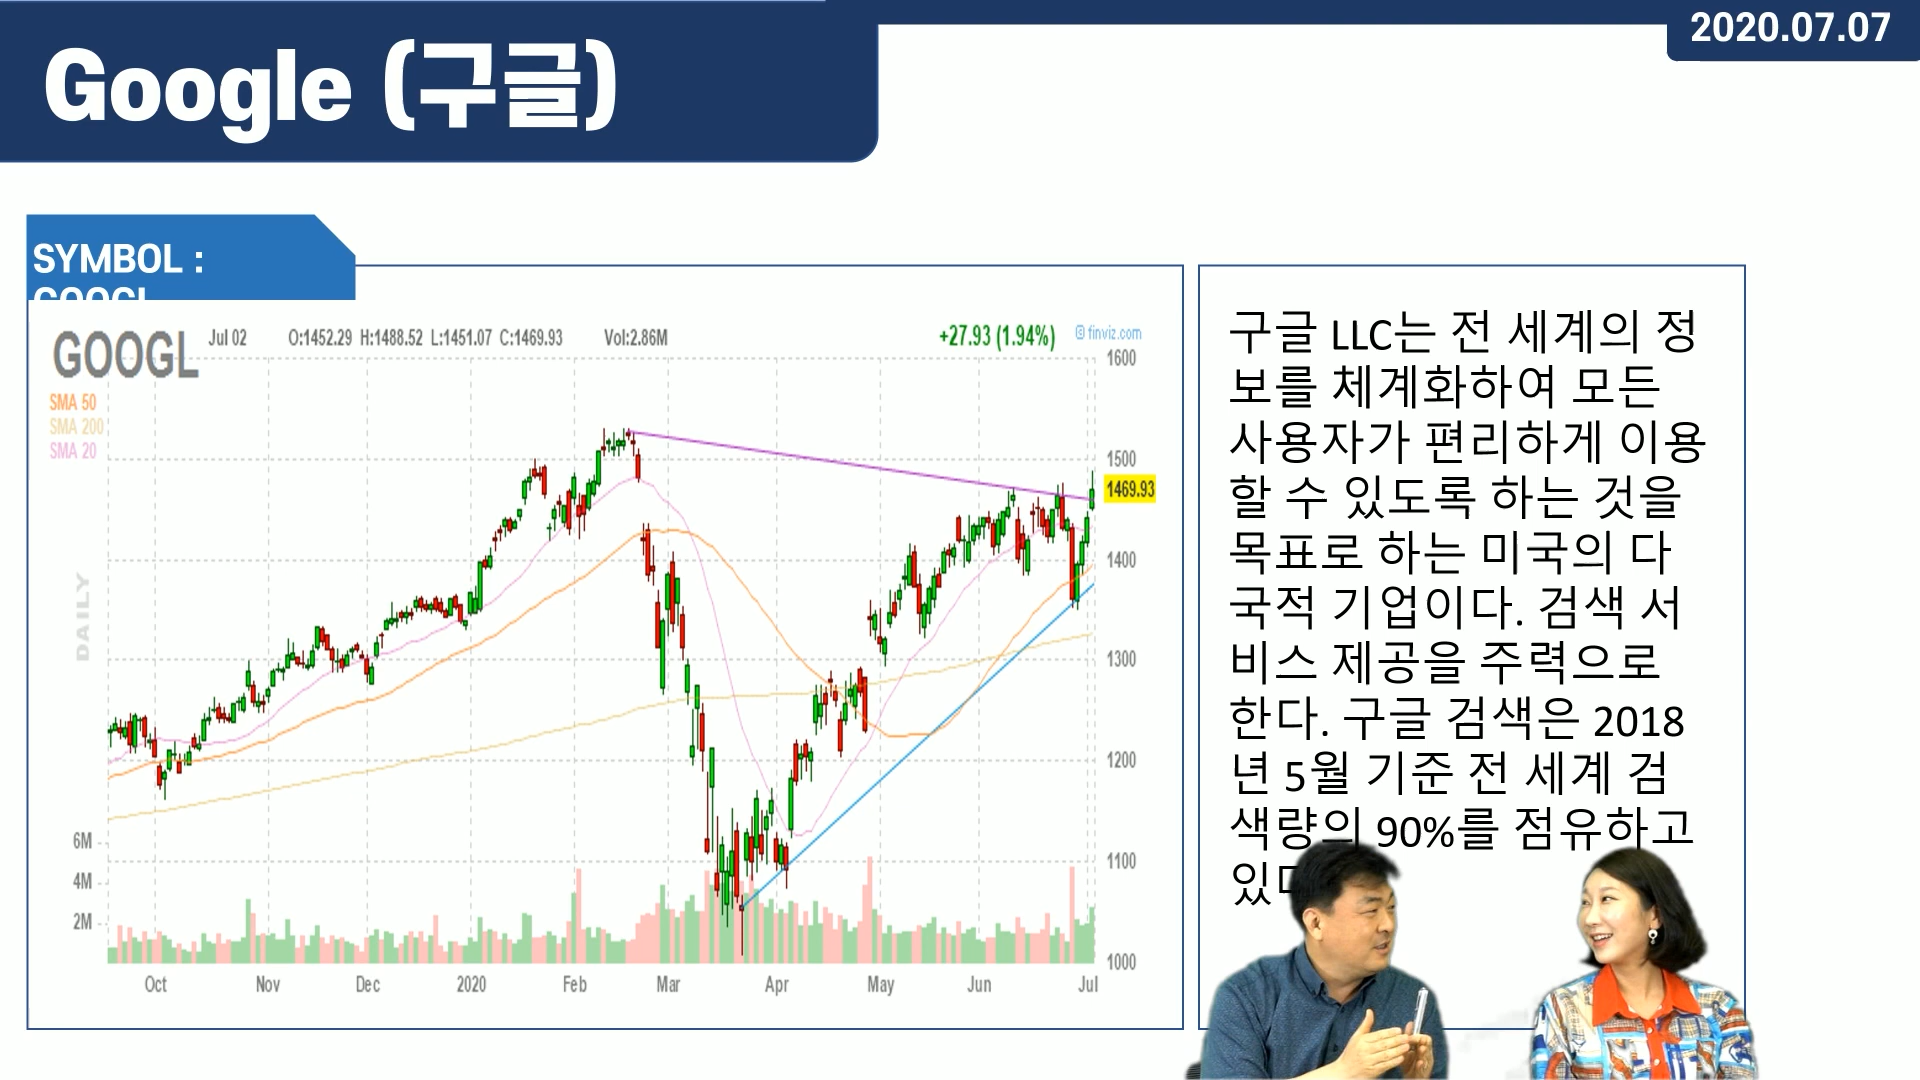 Google (구글)
2020.07.07
SYMBOL :
GOOGL
GOOGL
Jul 02 O:1452.29 H:1488.52 L:1451.07 C:1469.93 Vol:2.86M +27.93 (1.94%) © finviz.com
SMA 50
SMA 200
SMA 20
DAILY
1600
1500
1469.93
1400
1300
1200
1100
1000
6M
4M
2M
Oct Nov Dec 2020 Feb Mar Apr May Jun Jul
구글 LLC는 전 세계의 정
보를 체계화하여 모든
사용자가 편리하게 이용
할 수 있도록 하는 것을
목표로 하는 미국의 다
국적 기업이다. 검색 서
비스 제공을 주력으로
한다. 구글 검색은 2018
년 5월 기준 전 세계 검
색량의 90%를 점유하고